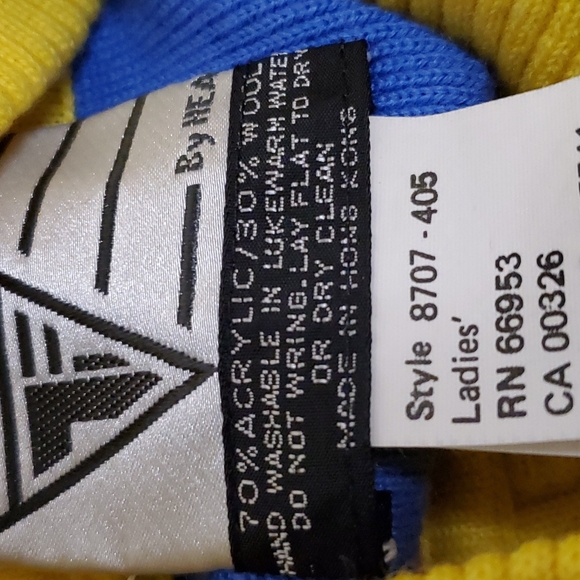 By HEA
70% ACRYLIC/30% WOOL
HAND WASHABLE IN LUKEWARM WATE
DO NOT WRING. LAY FLAT TO DRY
OR DRY CLEAN
MADE IN HONG KONG
Style 8707 - 405
Ladies'
RN 66953
CA 00326